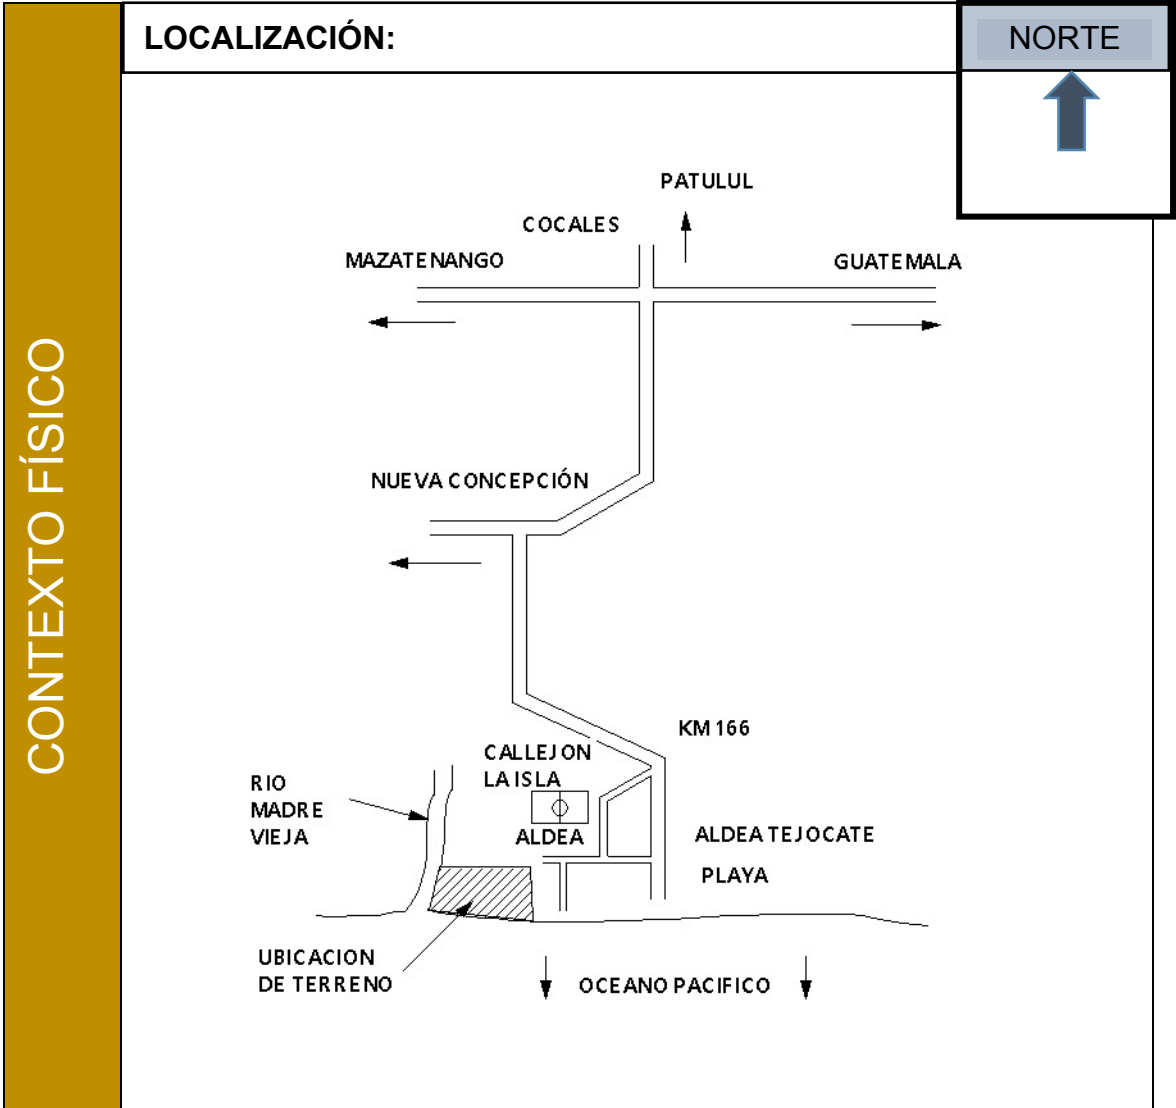 CONTEXTO FÍSICO
LOCALIZACIÓN:
NORTE
PATULUL
COCALES
MAZATENANGO
GUATEMALA
NUEVA CONCEPCIÓN
KM 166
CALLEJON
LA ISLA
RIO
MADRE
VIEJA
ALDEA
ALDEA TEJOCATE
PLAYA
UBICACION
DE TERRENO
OCEANO PACIFICO